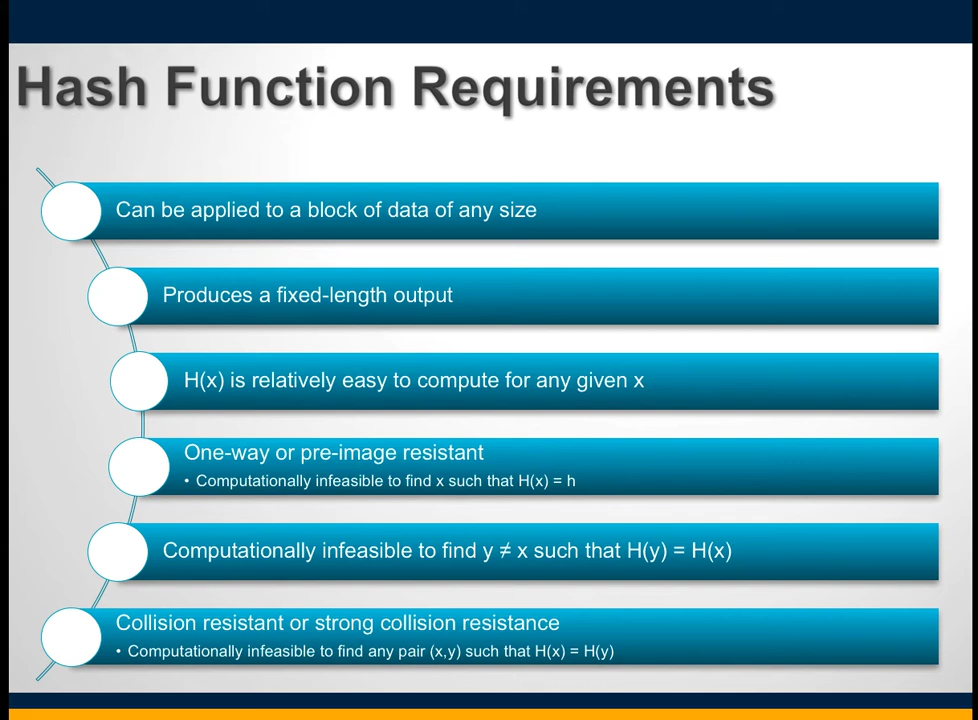 Hash Function Requirements
Can be applied to a block of data of any size
Produces a fixed-length output
H(x) is relatively easy to compute for any given x
One-way or pre-image resistant
• Computationally infeasible to find x such that H(x) = h
Computationally infeasible to find y ≠ x such that H(y) = H(x)
Collision resistant or strong collision resistance
• Computationally infeasible to find any pair (x,y) such that H(x) = H(y)